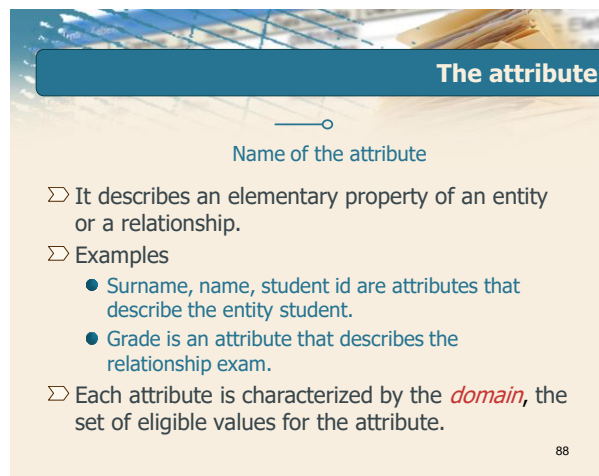 The attribute
Name of the attribute
It describes an elementary property of an entity
or a relationship.
Examples
Surname, name, student id are attributes that
describe the entity student.
Grade is an attribute that describes the
relationship exam.
Each attribute is characterized by the domain, the
set of eligible values for the attribute.
88